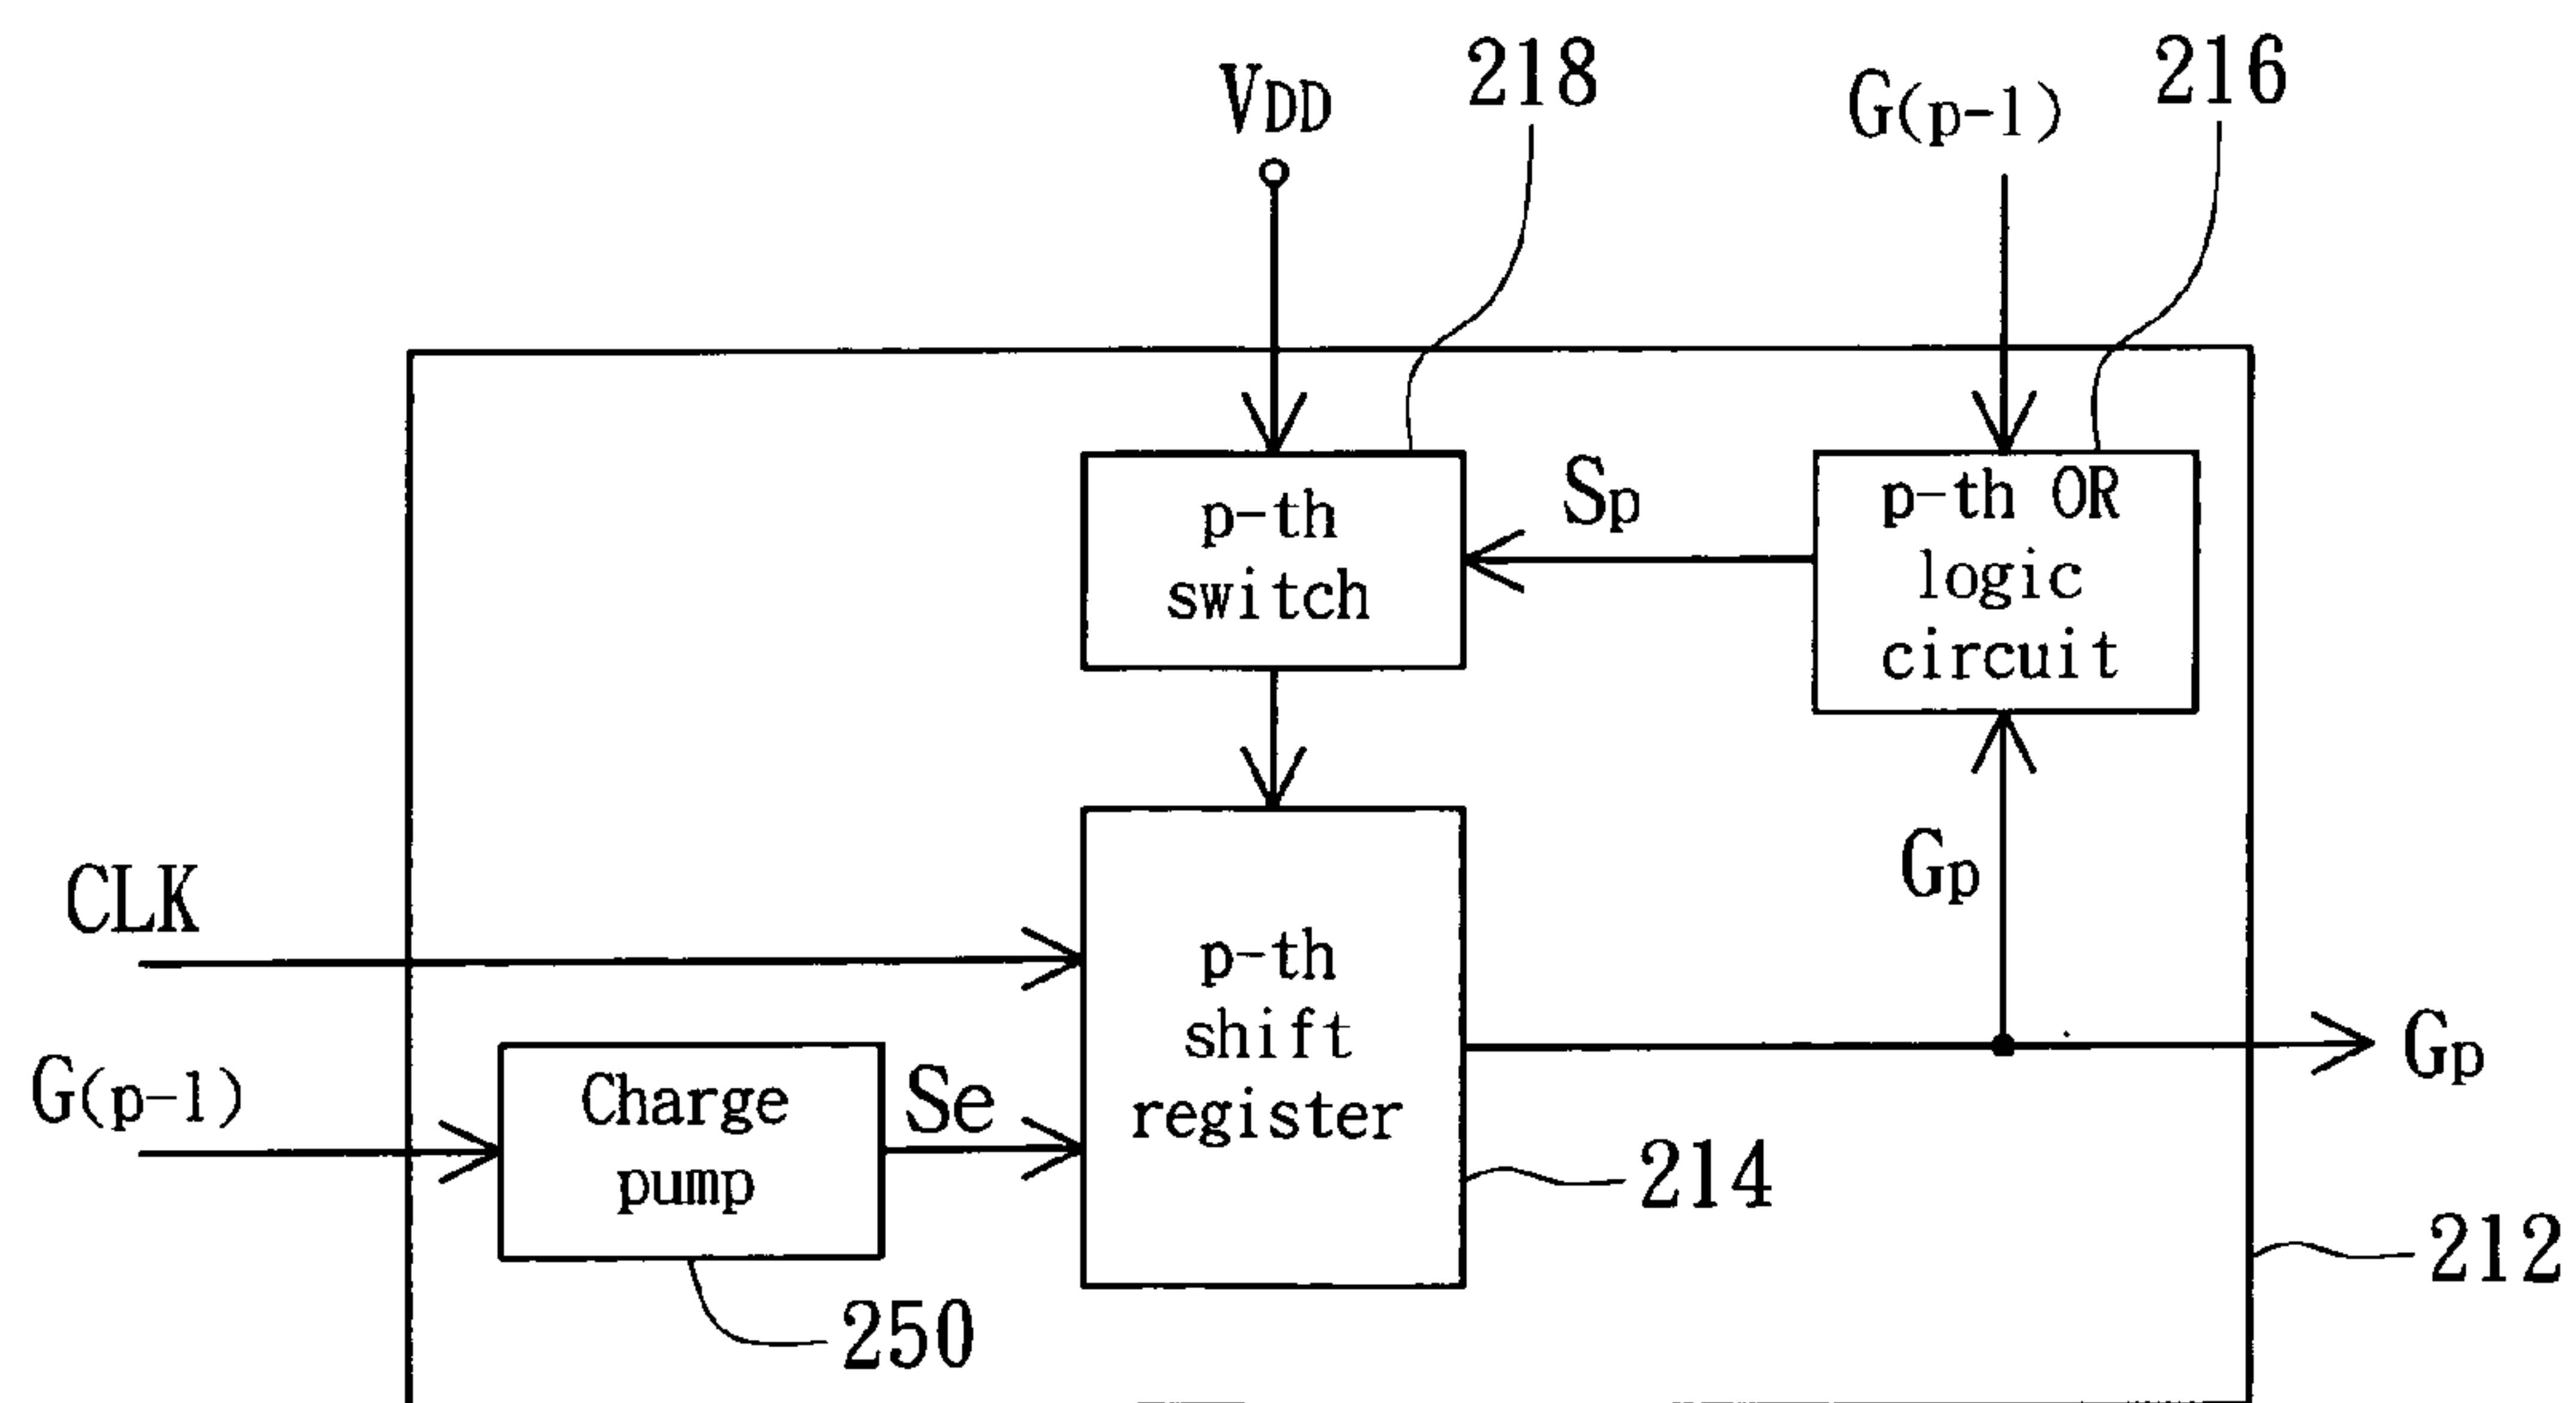 VDD
218
G(p-1)
216
p-th
switch
Sp
p-th OR
logic
circuit
CLK
Gp
p-th
shift
register
G(p-1)
Charge
pump
Se
Gp
214
212
250